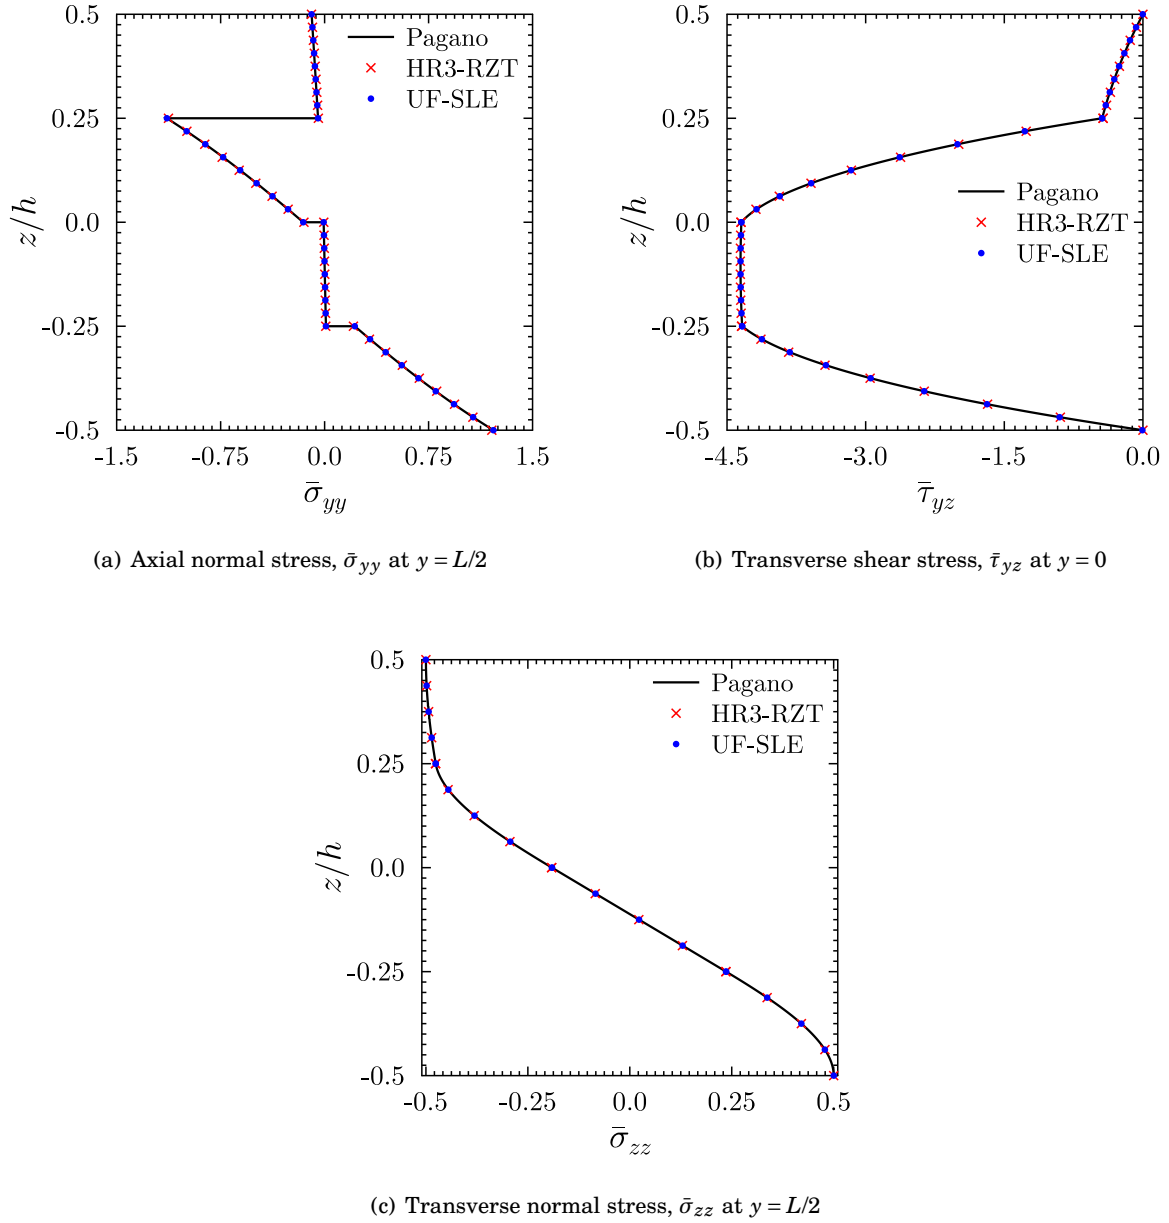 0.5
0.25
0.0
-0.25
-0.5
z/h
-1.5 -0.75 0.0 0.75 1.5
σ̄yy
Pagano
HR3-RZT
UF-SLE
(a) Axial normal stress, σ̄yy at y = L/2
0.5
0.25
0.0
-0.25
-0.5
z/h
-4.5 -3.0 -1.5 0.0
τ̄yz
Pagano
HR3-RZT
UF-SLE
(b) Transverse shear stress, τ̄yz at y = 0
0.5
0.25
0.0
-0.25
-0.5
z/h
-0.5 -0.25 0.0 0.25 0.5
σ̄zz
Pagano
HR3-RZT
UF-SLE
(c) Transverse normal stress, σ̄zz at y = L/2